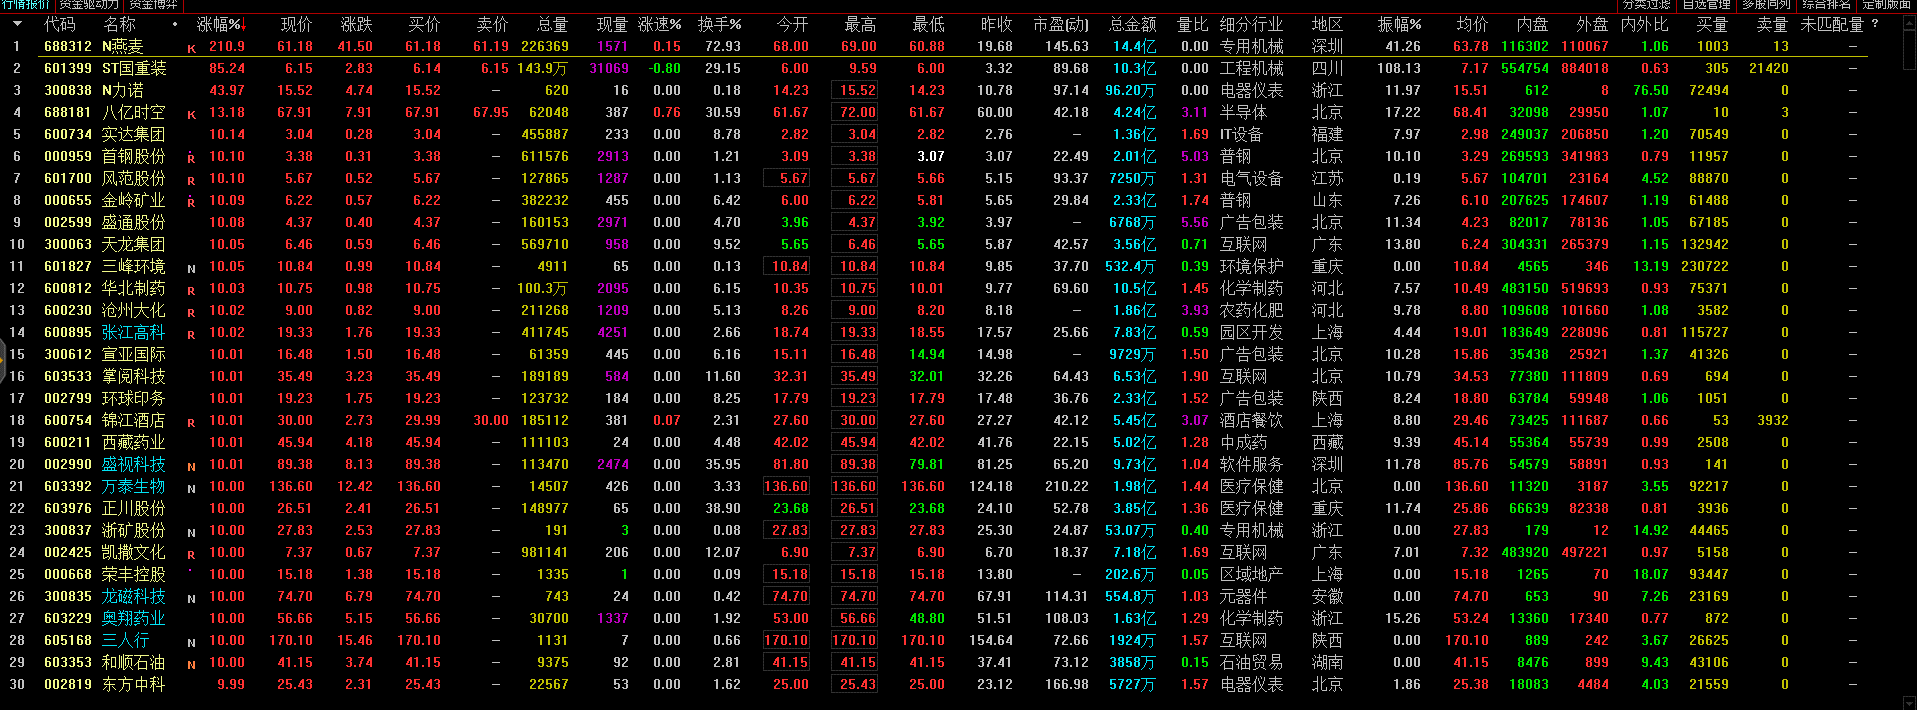 行情报价 资金驱动力 资金博弈 分类过滤 自选管理 多股同列 综合排名 定制版面
代码 名称 涨幅%↓ 现价 涨跌 买价 卖价 总量 现量 涨速% 换手% 今开 最高 最低 昨收 市盈(动) 总金额 量比 细分行业 地区 振幅% 均价 内盘 外盘 内外比 买量 卖量 未匹配量 ?
1 688312 N燕麦 K 210.9 61.18 41.50 61.18 61.19 226369 1571 0.15 72.93 68.00 69.00 60.88 19.68 145.63 14.4亿 0.00 专用机械 深圳 41.26 63.78 116302 110067 1.06 1003 13 —
2 601399 ST国重装 85.24 6.15 2.83 6.14 6.15 143.9万 31069 -0.80 29.15 6.00 9.59 6.00 3.32 89.68 10.3亿 0.00 工程机械 四川 108.13 7.17 554754 884018 0.63 305 21420 —
3 300838 N力诺 43.97 15.52 4.74 15.52 — 620 16 0.00 0.18 14.23 15.52 14.23 10.78 97.14 96.20万 0.00 电器仪表 浙江 11.97 15.51 612 8 76.50 72494 0 —
4 688181 八亿时空 K 13.18 67.91 7.91 67.91 67.95 62048 387 0.76 30.59 61.67 72.00 61.67 60.00 42.18 4.24亿 3.11 半导体 北京 17.22 68.41 32098 29950 1.07 10 3 —
5 600734 实达集团 10.14 3.04 0.28 3.04 — 455887 233 0.00 8.78 2.82 3.04 2.82 2.76 — 1.36亿 1.69 IT设备 福建 7.97 2.98 249037 206850 1.20 70549 0 —
6 000959 首钢股份 R 10.10 3.38 0.31 3.38 — 611576 2913 0.00 1.21 3.09 3.38 3.07 3.07 22.49 2.01亿 5.03 普钢 北京 10.10 3.29 269593 341983 0.79 11957 0 —
7 601700 风范股份 R 10.10 5.67 0.52 5.67 — 127865 1287 0.00 1.13 5.67 5.67 5.66 5.15 93.37 7250万 1.31 电气设备 江苏 0.19 5.67 104701 23164 4.52 88870 0 —
8 000655 金岭矿业 R 10.09 6.22 0.57 6.22 — 382232 455 0.00 6.42 6.00 6.22 5.81 5.65 29.84 2.33亿 1.74 普钢 山东 7.26 6.10 207625 174607 1.19 61488 0 —
9 002599 盛通股份 10.08 4.37 0.40 4.37 — 160153 2971 0.00 4.70 3.96 4.37 3.92 3.97 — 6768万 5.56 广告包装 北京 11.34 4.23 82017 78136 1.05 67185 0 —
10 300063 天龙集团 10.05 6.46 0.59 6.46 — 569710 958 0.00 9.52 5.65 6.46 5.65 5.87 42.57 3.56亿 0.71 互联网 广东 13.80 6.24 304331 265379 1.15 132942 0 —
11 601827 三峰环境 N 10.05 10.84 0.99 10.84 — 4911 65 0.00 0.13 10.84 10.84 10.84 9.85 37.70 532.4万 0.39 环境保护 重庆 0.00 10.84 4565 346 13.19 230722 0 —
12 600812 华北制药 R 10.03 10.75 0.98 10.75 — 100.3万 2095 0.00 6.15 10.35 10.75 10.01 9.77 69.60 10.5亿 1.45 化学制药 河北 7.57 10.49 483150 519693 0.93 75371 0 —
13 600230 沧州大化 R 10.02 9.00 0.82 9.00 — 211268 1209 0.00 5.13 8.26 9.00 8.20 8.18 — 1.86亿 3.93 农药化肥 河北 9.78 8.80 109608 101660 1.08 3582 0 —
14 600895 张江高科 R 10.02 19.33 1.76 19.33 — 411745 4251 0.00 2.66 18.74 19.33 18.55 17.57 25.66 7.83亿 0.59 园区开发 上海 4.44 19.01 183649 228096 0.81 115727 0 —
15 300612 宣亚国际 10.01 16.48 1.50 16.48 — 61359 445 0.00 6.16 15.11 16.48 14.94 14.98 — 9729万 1.50 广告包装 北京 10.28 15.86 35438 25921 1.37 41326 0 —
16 603533 掌阅科技 10.01 35.49 3.23 35.49 — 189189 584 0.00 11.60 32.31 35.49 32.01 32.26 64.43 6.53亿 1.90 互联网 北京 10.79 34.53 77380 111809 0.69 694 0 —
17 002799 环球印务 10.01 19.23 1.75 19.23 — 123732 184 0.00 8.25 17.79 19.23 17.79 17.48 36.76 2.33亿 1.52 广告包装 陕西 8.24 18.80 63784 59948 1.06 1051 0 —
18 600754 锦江酒店 R 10.01 30.00 2.73 29.99 30.00 185112 381 0.07 2.31 27.60 30.00 27.60 27.27 42.12 5.45亿 3.07 酒店餐饮 上海 8.80 29.46 73425 111687 0.66 53 3932 —
19 600211 西藏药业 10.01 45.94 4.18 45.94 — 111103 24 0.00 4.48 42.02 45.94 42.02 41.76 22.15 5.02亿 1.28 中成药 西藏 9.39 45.14 55364 55739 0.99 2508 0 —
20 002990 盛视科技 N 10.01 89.38 8.13 89.38 — 113470 2474 0.00 35.95 81.80 89.38 79.81 81.25 65.20 9.73亿 1.04 软件服务 深圳 11.78 85.76 54579 58891 0.93 141 0 —
21 603392 万泰生物 N 10.00 136.60 12.42 136.60 — 14507 426 0.00 3.33 136.60 136.60 136.60 124.18 210.22 1.98亿 1.44 医疗保健 北京 0.00 136.60 11320 3187 3.55 92217 0 —
22 603976 正川股份 10.00 26.51 2.41 26.51 — 148977 65 0.00 38.90 23.68 26.51 23.68 24.10 52.78 3.85亿 1.36 医疗保健 重庆 11.74 25.86 66639 82338 0.81 3936 0 —
23 300837 浙矿股份 N 10.00 27.83 2.53 27.83 — 191 3 0.00 0.08 27.83 27.83 27.83 25.30 24.87 53.07万 0.40 专用机械 浙江 0.00 27.83 179 12 14.92 44465 0 —
24 002425 凯撒文化 R 10.00 7.37 0.67 7.37 — 981141 206 0.00 12.07 6.90 7.37 6.90 6.70 18.37 7.18亿 1.69 互联网 广东 7.01 7.32 483920 497221 0.97 5158 0 —
25 000668 荣丰控股 10.00 15.18 1.38 15.18 — 1335 1 0.00 0.09 15.18 15.18 15.18 13.80 — 202.6万 0.05 区域地产 上海 0.00 15.18 1265 70 18.07 93447 0 —
26 300835 龙磁科技 N 10.00 74.70 6.79 74.70 — 743 24 0.00 0.42 74.70 74.70 74.70 67.91 114.31 554.8万 1.03 元器件 安徽 0.00 74.70 653 90 7.26 23169 0 —
27 603229 奥翔药业 10.00 56.66 5.15 56.66 — 30700 1337 0.00 1.92 53.00 56.66 48.80 51.51 108.03 1.63亿 1.29 化学制药 浙江 15.26 53.24 13360 17340 0.77 872 0 —
28 605168 三人行 N 10.00 170.10 15.46 170.10 — 1131 7 0.00 0.66 170.10 170.10 170.10 154.64 72.66 1924万 1.57 互联网 陕西 0.00 170.10 889 242 3.67 26625 0 —
29 603353 和顺石油 N 10.00 41.15 3.74 41.15 — 9375 92 0.00 2.81 41.15 41.15 41.15 37.41 73.12 3858万 0.15 石油贸易 湖南 0.00 41.15 8476 899 9.43 43106 0 —
30 002819 东方中科 9.99 25.43 2.31 25.43 — 22567 53 0.00 1.62 25.00 25.43 25.00 23.12 166.98 5727万 1.57 电器仪表 北京 1.86 25.38 18083 4484 4.03 21559 0 —